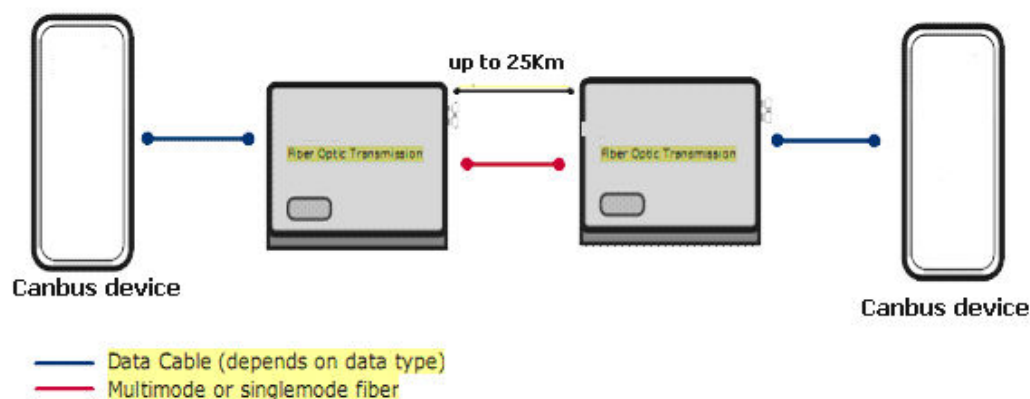 up to 25Km
Fiber Optic Transmission
Fiber Optic Transmission
Canbus device
Canbus device
Data Cable (depends on data type)
Multimode or singlemode fiber